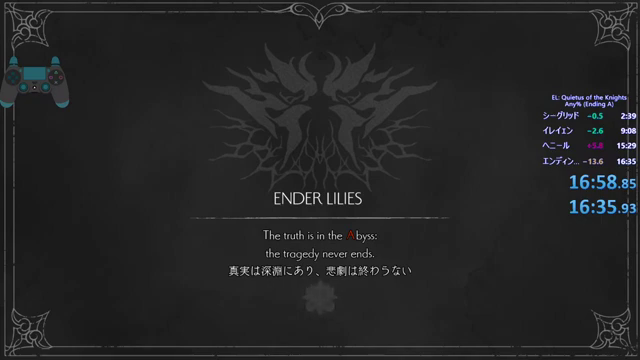 EL: Quietus of the Knights
Any% (Ending A)
シーグリッド -0.5 2:39
イレイェン -2.6 9:08
ヘニール +5.8 15:29
エンディン... -13.6 16:35
16:58.85
16:35.93
ENDER LILIES
The truth is in the Abyss:
the tragedy never ends.
真実は深淵にあり、悲劇は終わらない